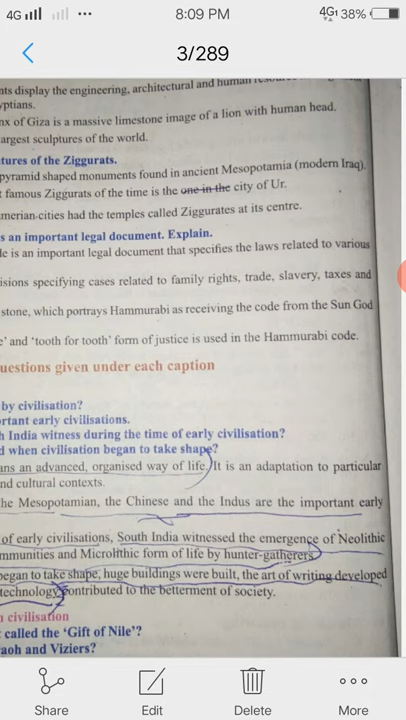 4G 8:09 PM 4G 38%
3/289
nts display the engineering, architectural and human
yptians.
nx of Giza is a massive limestone image of a lion with human head.
argest sculptures of the world.
tures of the Ziggurats.
pyramid shaped monuments found in ancient Mesopotamia (modern Iraq).
t famous Ziggurats of the time is the one in the city of Ur.
merian cities had the temples called Ziggurates at its centre.
s an important legal document. Explain.
le is an important legal document that specifies the laws related to various
isions specifying cases related to family rights, trade, slavery, taxes and
stone, which portrays Hammurabi as receiving the code from the Sun God
e' and 'tooth for tooth' form of justice is used in the Hammurabi code.
uestions given under each caption
by civilisation?
rtant early civilisations.
h India witness during the time of early civilisation?
d when civilisation began to take shape?
ans an advanced, organised way of life. It is an adaptation to particular
nd cultural contexts.
he Mesopotamian, the Chinese and the Indus are the important early
of early civilisations, South India witnessed the emergence of Neolithic
mmunities and Microlithic form of life by hunter-gatherers
began to take shape, huge buildings were built, the art of writing developed
technology contributed to the betterment of society.
n civilisation
called the 'Gift of Nile'?
aoh and Viziers?
Share Edit Delete More